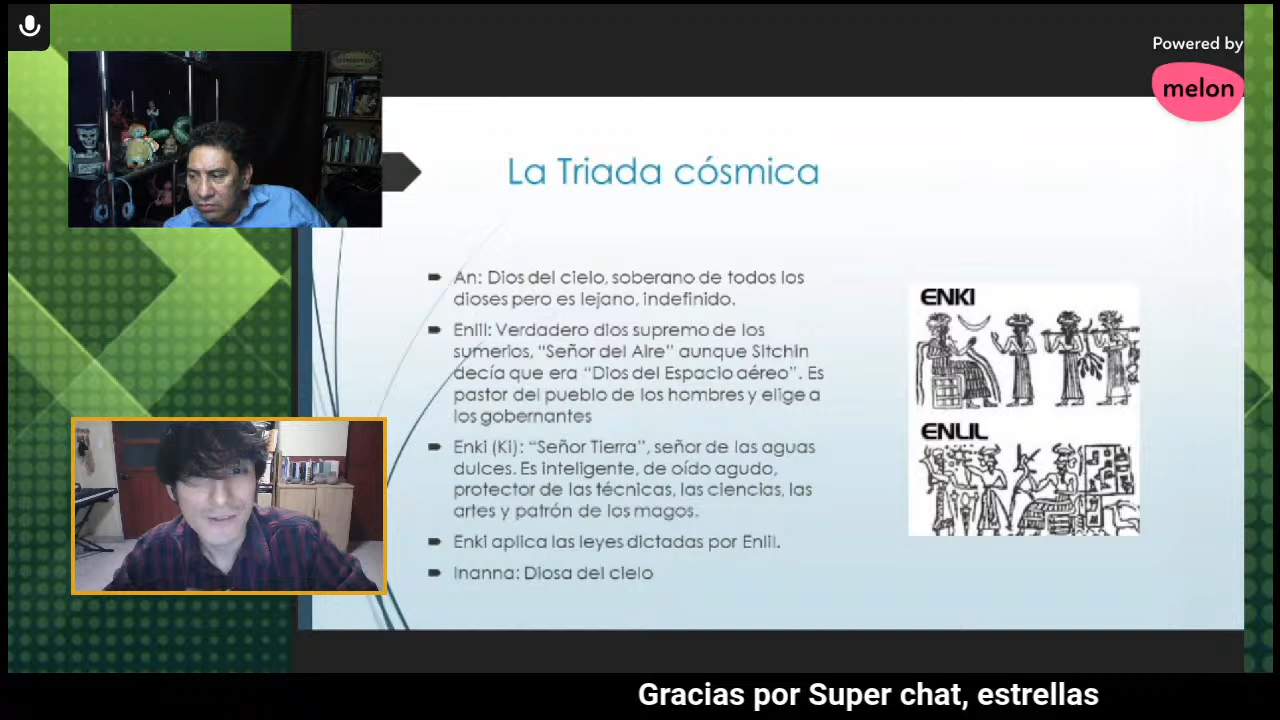 Powered by
melon
La Triada cósmica
An: Dios del cielo, soberano de todos los
dioses pero es lejano, indefinido.
Enlil: Verdadero dios supremo de los
sumerios, “Señor del Aire” aunque Sitchin
decía que era “Dios del Espacio aéreo”. Es
pastor del pueblo de los hombres y elige a
los gobernantes
Enki (Ki): “Señor Tierra”, señor de las aguas
dulces. Es inteligente, de oído agudo,
protector de las técnicas, las ciencias, las
artes y patrón de los magos.
Enki aplica las leyes dictadas por Enlil.
Inanna: Diosa del cielo
ENKI
ENLIL
Gracias por Super chat, estrellas